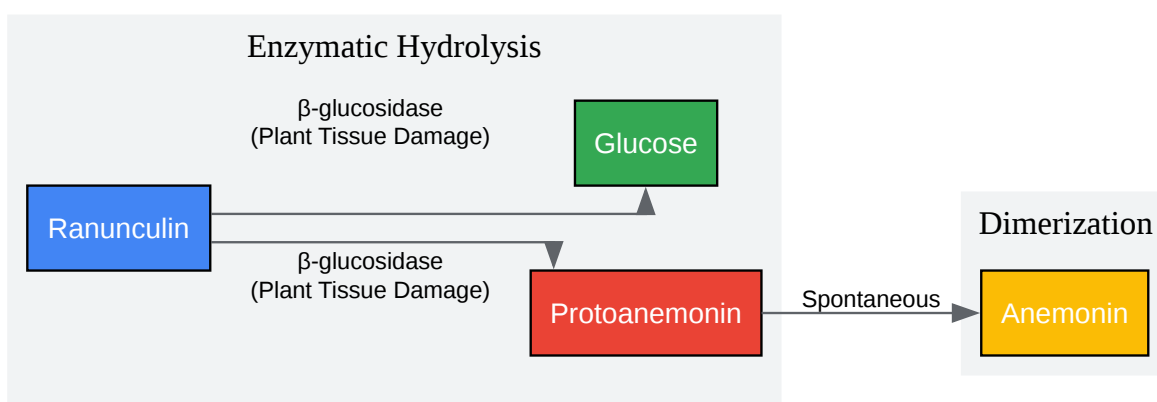 Enzymatic Hydrolysis
β-glucosidase
(Plant Tissue Damage)
Glucose
Ranunculin
β-glucosidase
(Plant Tissue Damage)
Protoanemonin
Spontaneous
Dimerization
Anemonin